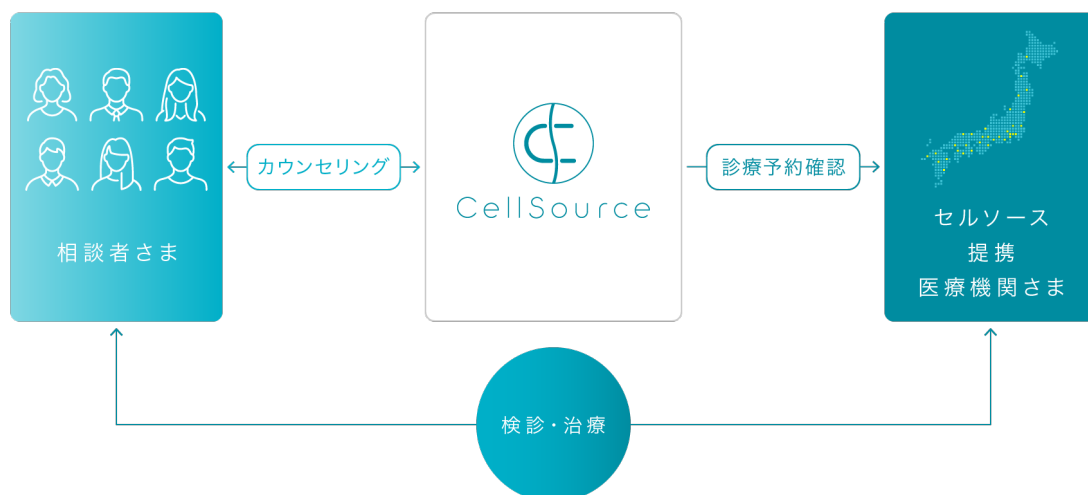 相談者さま
カウンセリング
CellSource
診療予約確認
セルソース
提携
医療機関さま
検診・治療